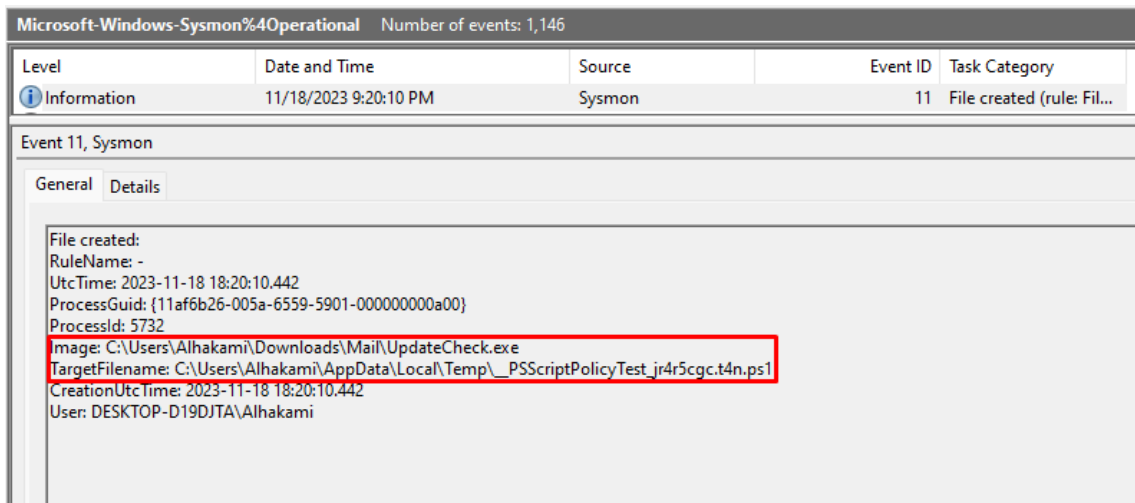 Microsoft-Windows-Sysmon%4Operational Number of events: 1,146
Level Date and Time Source Event ID Task Category
Information 11/18/2023 9:20:10 PM Sysmon 11 File created (rule: Fil...
Event 11, Sysmon
General Details
File created:
RuleName: -
UtcTime: 2023-11-18 18:20:10.442
ProcessGuid: {11af6b26-005a-6559-5901-000000000a00}
ProcessId: 5732
Image: C:\Users\Alhakami\Downloads\Mail\UpdateCheck.exe
TargetFilename: C:\Users\Alhakami\AppData\Local\Temp\__PSScriptPolicyTest_jr4r5cgc.t4n.ps1
CreationUtcTime: 2023-11-18 18:20:10.442
User: DESKTOP-D19DJTA\Alhakami